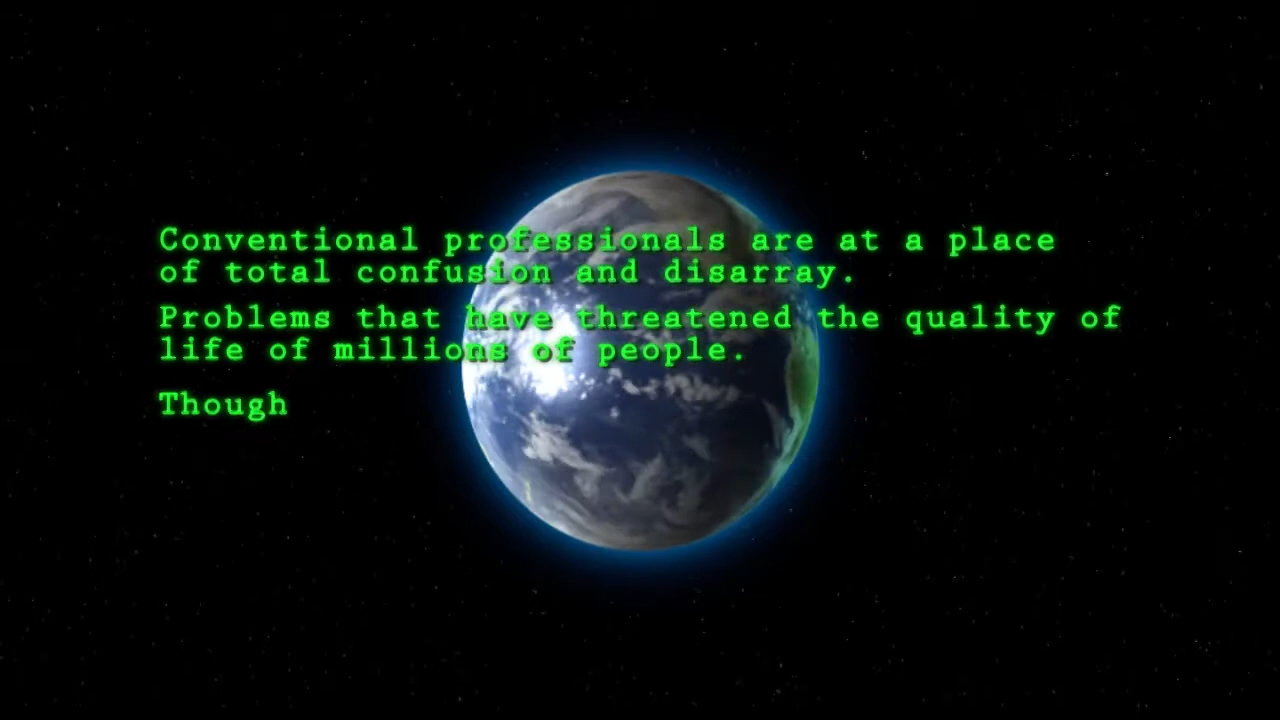 Conventional professionals are at a place
of total confusion and disarray.
Problems that have threatened the quality of
life of millions of people.
Though